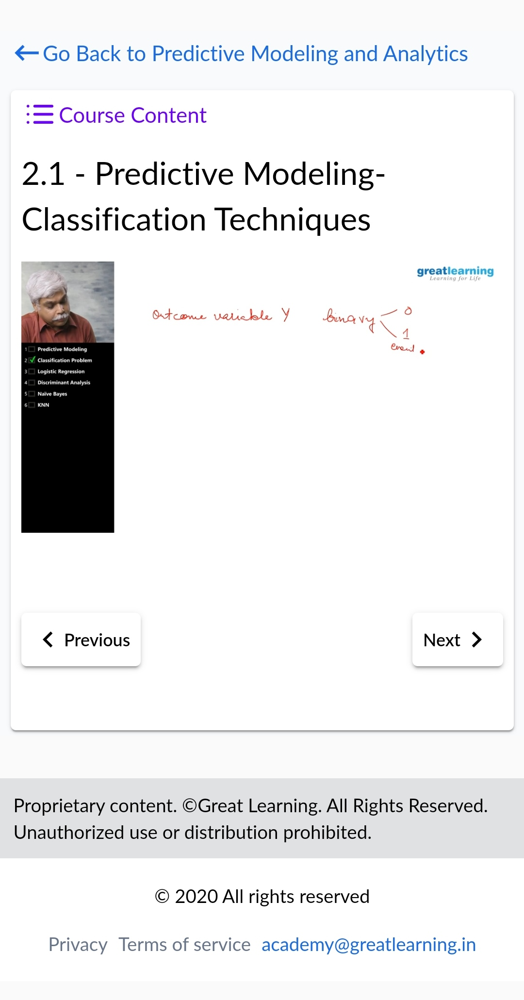 Go Back to Predictive Modeling and Analytics
Course Content
2.1 - Predictive Modeling-
Classification Techniques
greatlearning
Learning for Life
Outcome variable Y binary 0
1
event
1 Predictive Modeling
2 Classification Problem
3 Logistic Regression
4 Discriminant Analysis
5 Naïve Bayes
6 KNN
Previous
Next
Proprietary content. ©Great Learning. All Rights Reserved.
Unauthorized use or distribution prohibited.
© 2020 All rights reserved
Privacy Terms of service academy@greatlearning.in